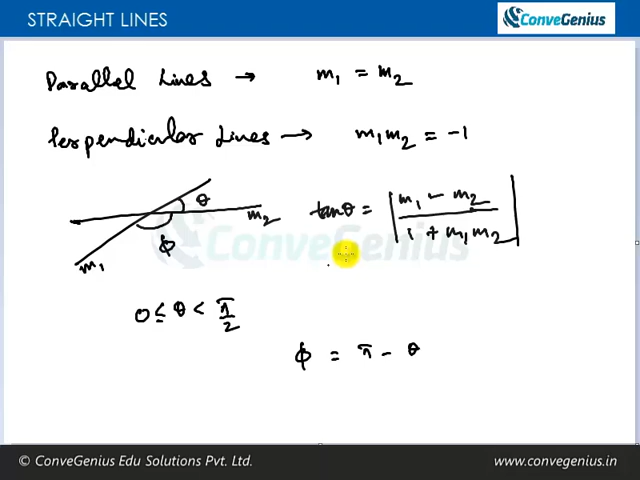 STRAIGHT LINES
ConveGenius
Parallel Lines → m₁ = m₂
Perpendicular Lines → m₁m₂ = -1
θ
m₂
ϕ
m₁
tanθ = | (m₁ - m₂) / (1 + m₁m₂) |
ConveGenius
0 ≤ θ < π/2
ϕ = π - θ
© ConveGenius Edu Solutions Pvt. Ltd.
www.convegenius.in